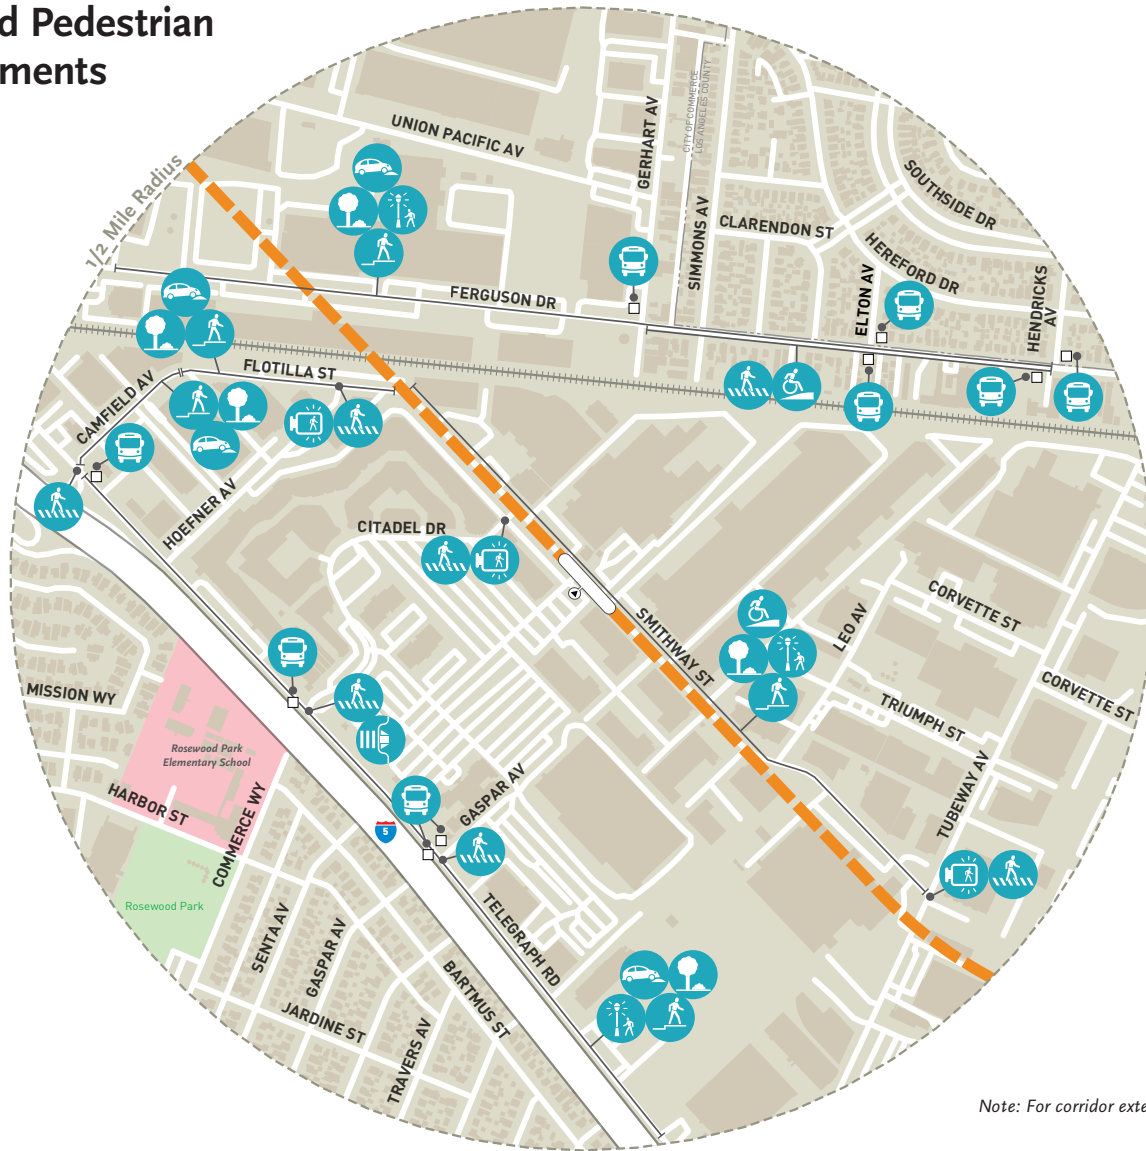 d Pedestrian
ments
1/2 Mile Radius
UNION PACIFIC AV
GERHART AV
CITY OF COMMERCE
LOS ANGELES COUNTY
SIMMONS AV
CLARENDON ST
SOUTHSIDE DR
HEREFORD DR
ELTON AV
HENDRICKS
AV
FERGUSON DR
FLOTILLA ST
CAMFIELD AV
HOEFNER AV
CITADEL DR
SMITHWAY ST
LEO AV
CORVETTE ST
CORVETTE ST
TRIUMPH ST
TUBEWAY AV
MISSION WY
Rosewood Park
Elementary School
HARBOR ST
COMMERCE WY
Rosewood Park
5
GASPAR AV
TELEGRAPH RD
SENTA AV
GASPAR AV
JARDINE ST
BARTMUS ST
TRAVERS AV
Note: For corridor exte